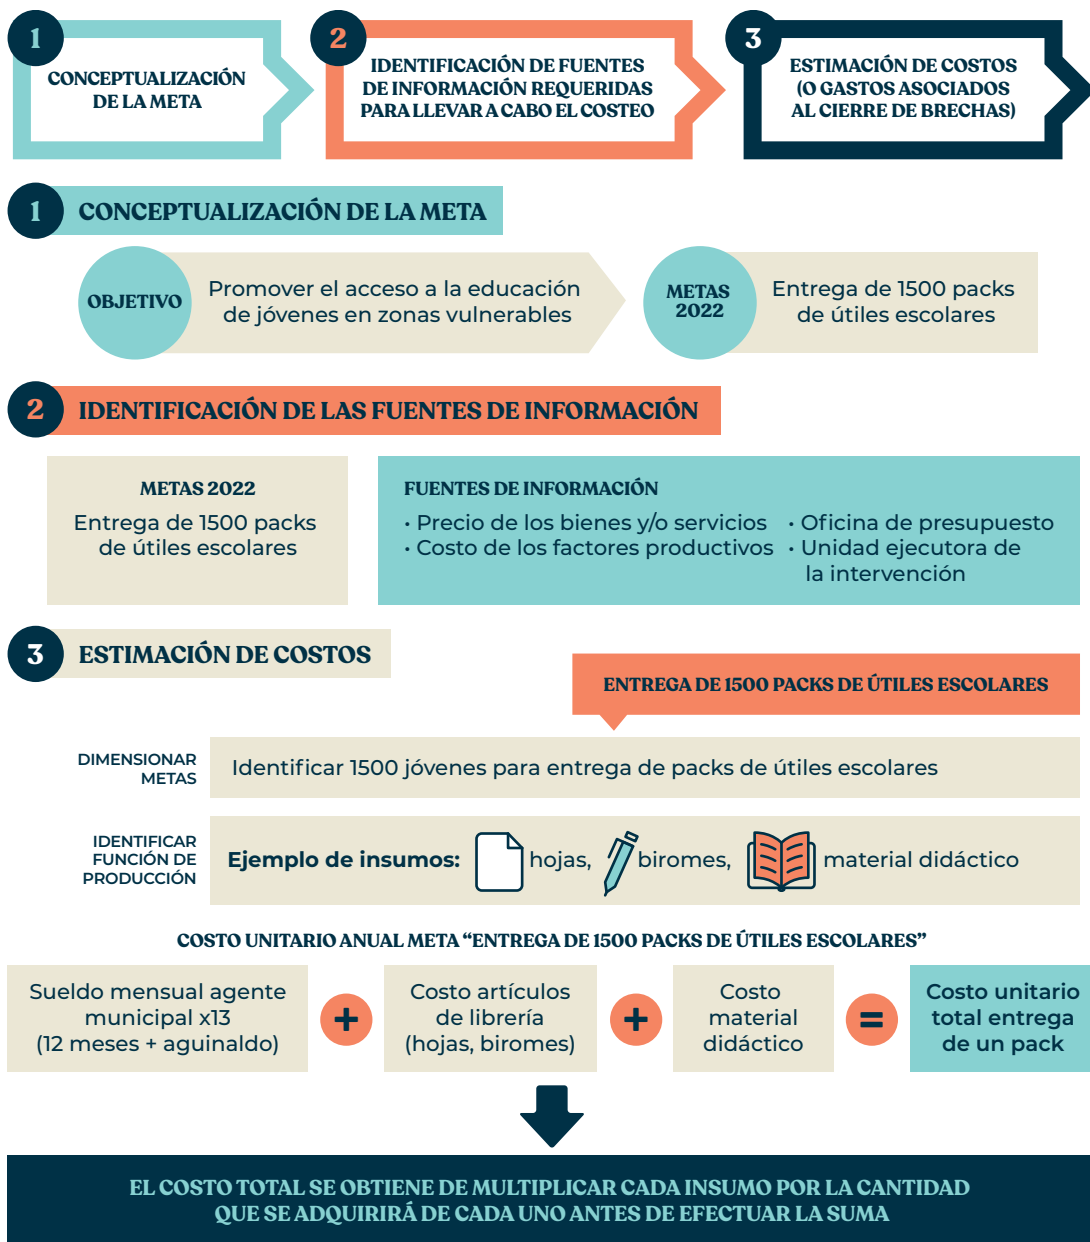 1
CONCEPTUALIZACIÓN
DE LA META
2
IDENTIFICACIÓN DE FUENTES
DE INFORMACIÓN REQUERIDAS
PARA LLEVAR A CABO EL COSTEO
3
ESTIMACIÓN DE COSTOS
(O GASTOS ASOCIADOS
AL CIERRE DE BRECHAS)
1 CONCEPTUALIZACIÓN DE LA META
OBJETIVO
Promover el acceso a la educación
de jóvenes en zonas vulnerables
METAS
2022
Entrega de 1500 packs
de útiles escolares
2 IDENTIFICACIÓN DE LAS FUENTES DE INFORMACIÓN
METAS 2022
Entrega de 1500 packs
de útiles escolares
FUENTES DE INFORMACIÓN
· Precio de los bienes y/o servicios
· Costo de los factores productivos
· Oficina de presupuesto
· Unidad ejecutora de
la intervención
3 ESTIMACIÓN DE COSTOS
ENTREGA DE 1500 PACKS DE ÚTILES ESCOLARES
DIMENSIONAR
METAS
Identificar 1500 jóvenes para entrega de packs de útiles escolares
IDENTIFICAR
FUNCIÓN DE
PRODUCCIÓN
Ejemplo de insumos: hojas, biromes, material didáctico
COSTO UNITARIO ANUAL META “ENTREGA DE 1500 PACKS DE ÚTILES ESCOLARES”
Sueldo mensual agente
municipal x13
(12 meses + aguinaldo)
+
Costo artículos
de librería
(hojas, biromes)
+
Costo
material
didáctico
=
Costo unitario
total entrega
de un pack
EL COSTO TOTAL SE OBTIENE DE MULTIPLICAR CADA INSUMO POR LA CANTIDAD
QUE SE ADQUIRIRÁ DE CADA UNO ANTES DE EFECTUAR LA SUMA